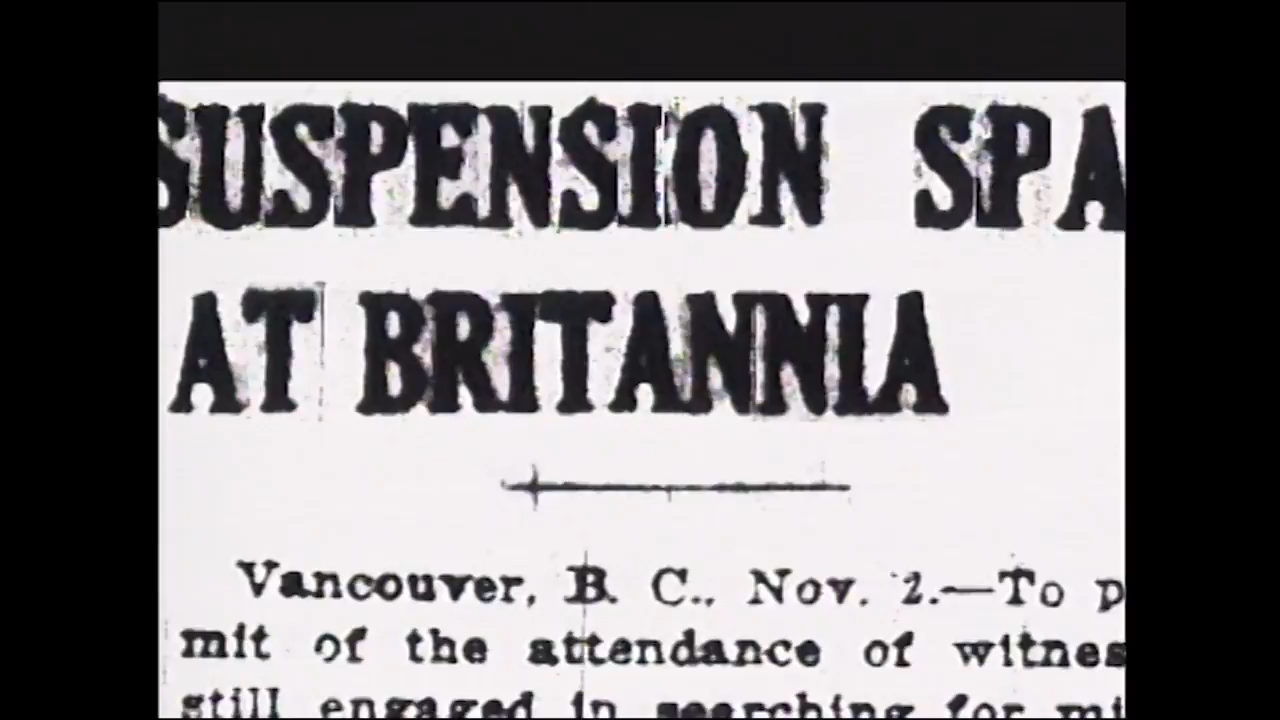 SUSPENSION SPA
AT BRITANNIA
Vancouver, B. C., Nov. 2.—To p
mit of the attendance of witnes
still engaged in searching for mi